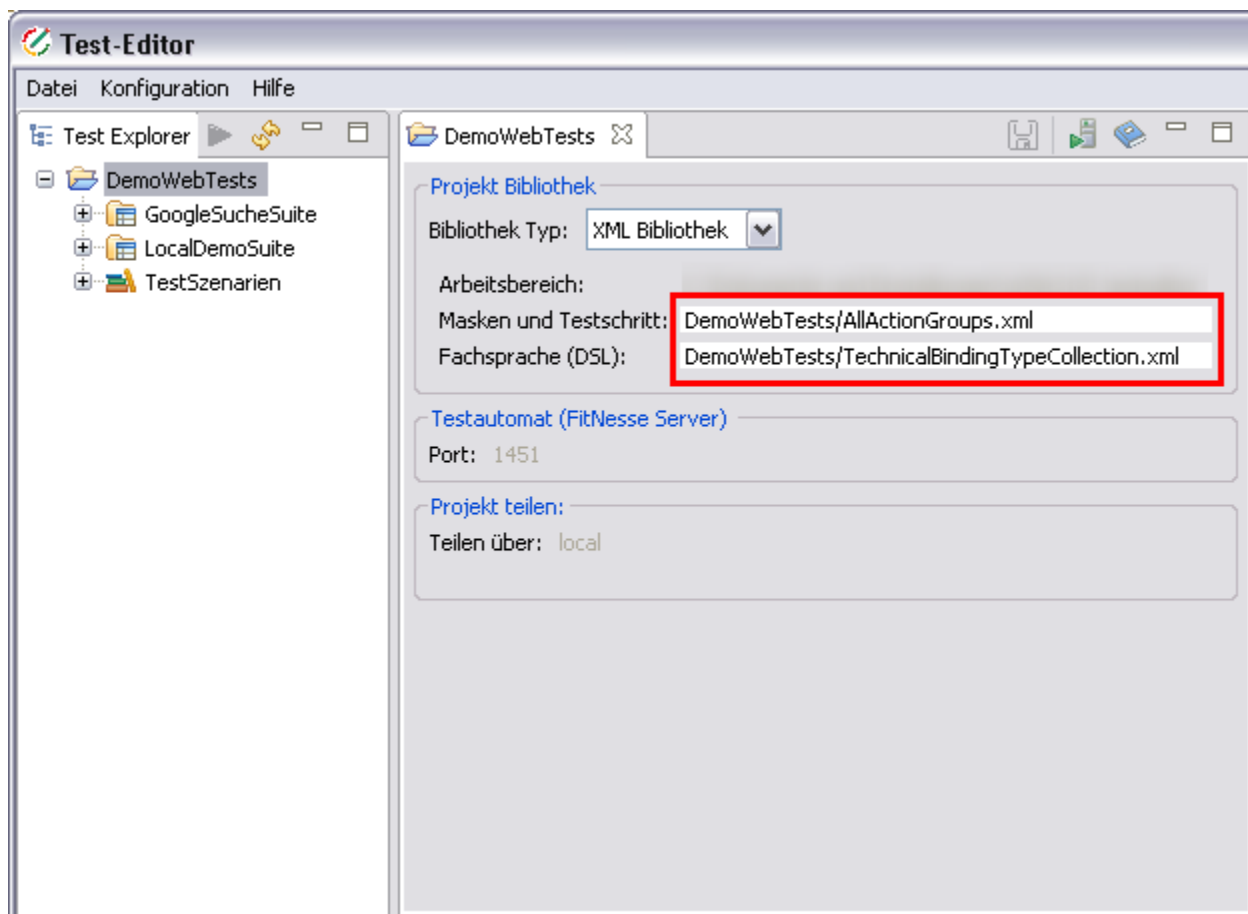 Test-Editor
Datei Konfiguration Hilfe
Test Explorer
DemoWebTests
GoogleSucheSuite
LocalDemoSuite
TestSzenarien
DemoWebTests
Projekt Bibliothek
Bibliothek Typ: XML Bibliothek
Arbeitsbereich:
Masken und Testschritt: DemoWebTests/AllActionGroups.xml
Fachsprache (DSL): DemoWebTests/TechnicalBindingTypeCollection.xml
Testautomat (FitNesse Server)
Port: 1451
Projekt teilen:
Teilen über: local